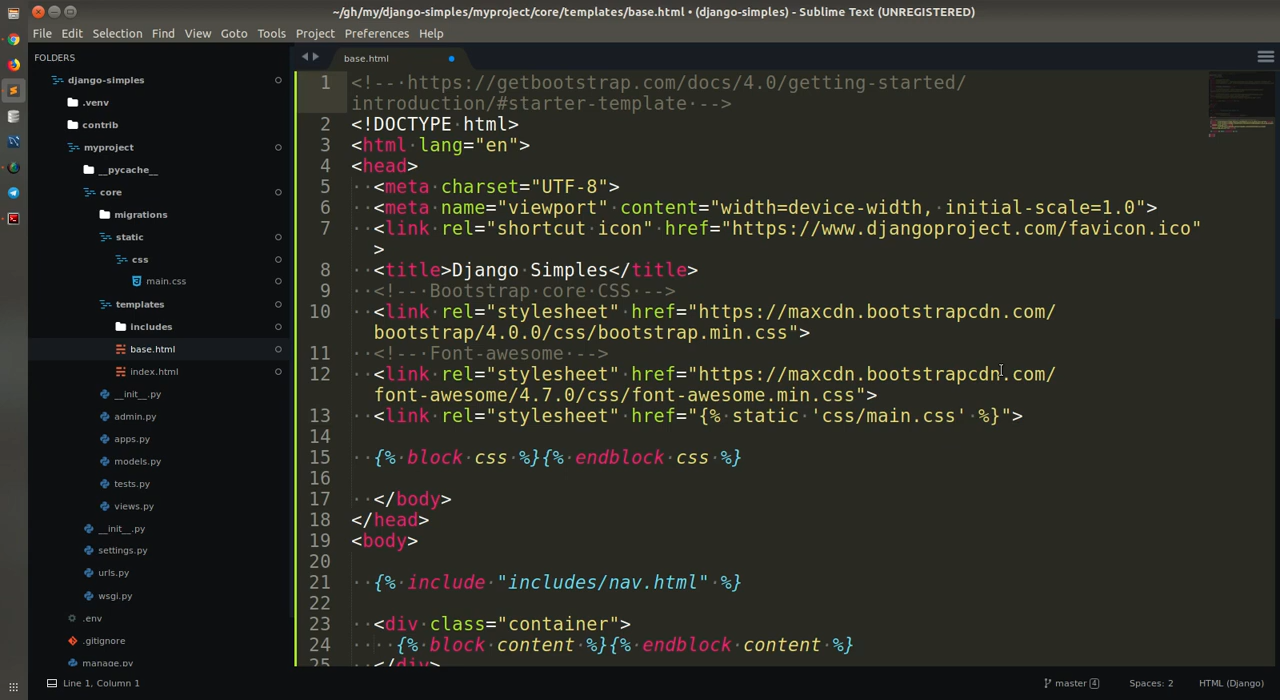 ~/gh/my/django-simples/myproject/core/templates/base.html • (django-simples) - Sublime Text (UNREGISTERED)
File Edit Selection Find View Goto Tools Project Preferences Help
FOLDERS
django-simples
.venv
contrib
myproject
__pycache__
core
migrations
static
css
main.css
templates
includes
base.html
index.html
__init__.py
admin.py
apps.py
models.py
tests.py
views.py
__init__.py
settings.py
urls.py
wsgi.py
.env
.gitignore
manage.py
base.html
1 <!-- https://getbootstrap.com/docs/4.0/getting-started/
introduction/#starter-template -->
2 <!DOCTYPE html>
3 <html lang="en">
4 <head>
5 <meta charset="UTF-8">
6 <meta name="viewport" content="width=device-width, initial-scale=1.0">
7 <link rel="shortcut icon" href="https://www.djangoproject.com/favicon.ico"
>
8 <title>Django Simples</title>
9 <!-- Bootstrap core CSS -->
10 <link rel="stylesheet" href="https://maxcdn.bootstrapcdn.com/
bootstrap/4.0.0/css/bootstrap.min.css">
11 <!-- Font-awesome -->
12 <link rel="stylesheet" href="https://maxcdn.bootstrapcdn.com/
font-awesome/4.7.0/css/font-awesome.min.css">
13 <link rel="stylesheet" href="{% static 'css/main.css' %}">
14
15 {% block css %}{% endblock css %}
16
17 </body>
18 </head>
19 <body>
20
21 {% include "includes/nav.html" %}
22
23 <div class="container">
24 {% block content %}{% endblock content %}
25 </div>
Line 1, Column 1
master 4
Spaces: 2
HTML (Django)